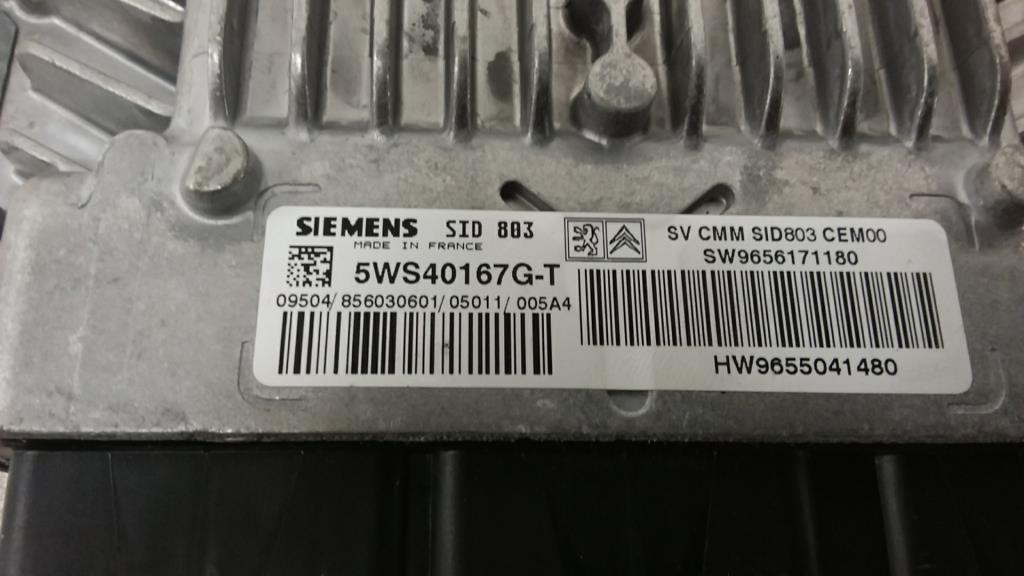 SIEMENS SID 803
MADE IN FRANCE
5WS40167G-T
09504/856030601/05011/005A4
SV CMM SID803 CEM00
SW9656171180
HW9655041480